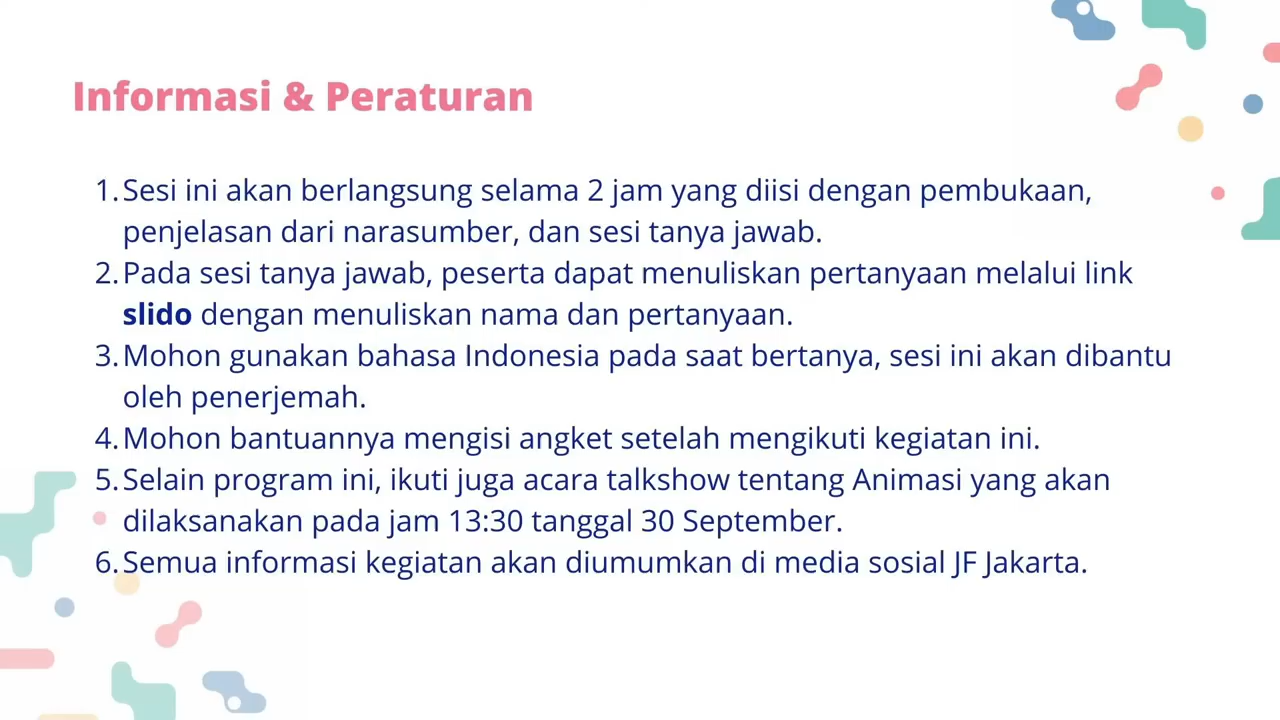 Informasi & Peraturan
1. Sesi ini akan berlangsung selama 2 jam yang diisi dengan pembukaan,
penjelasan dari narasumber, dan sesi tanya jawab.
2. Pada sesi tanya jawab, peserta dapat menuliskan pertanyaan melalui link
slido dengan menuliskan nama dan pertanyaan.
3. Mohon gunakan bahasa Indonesia pada saat bertanya, sesi ini akan dibantu
oleh penerjemah.
4. Mohon bantuannya mengisi angket setelah mengikuti kegiatan ini.
5. Selain program ini, ikuti juga acara talkshow tentang Animasi yang akan
dilaksanakan pada jam 13:30 tanggal 30 September.
6. Semua informasi kegiatan akan diumumkan di media sosial JF Jakarta.